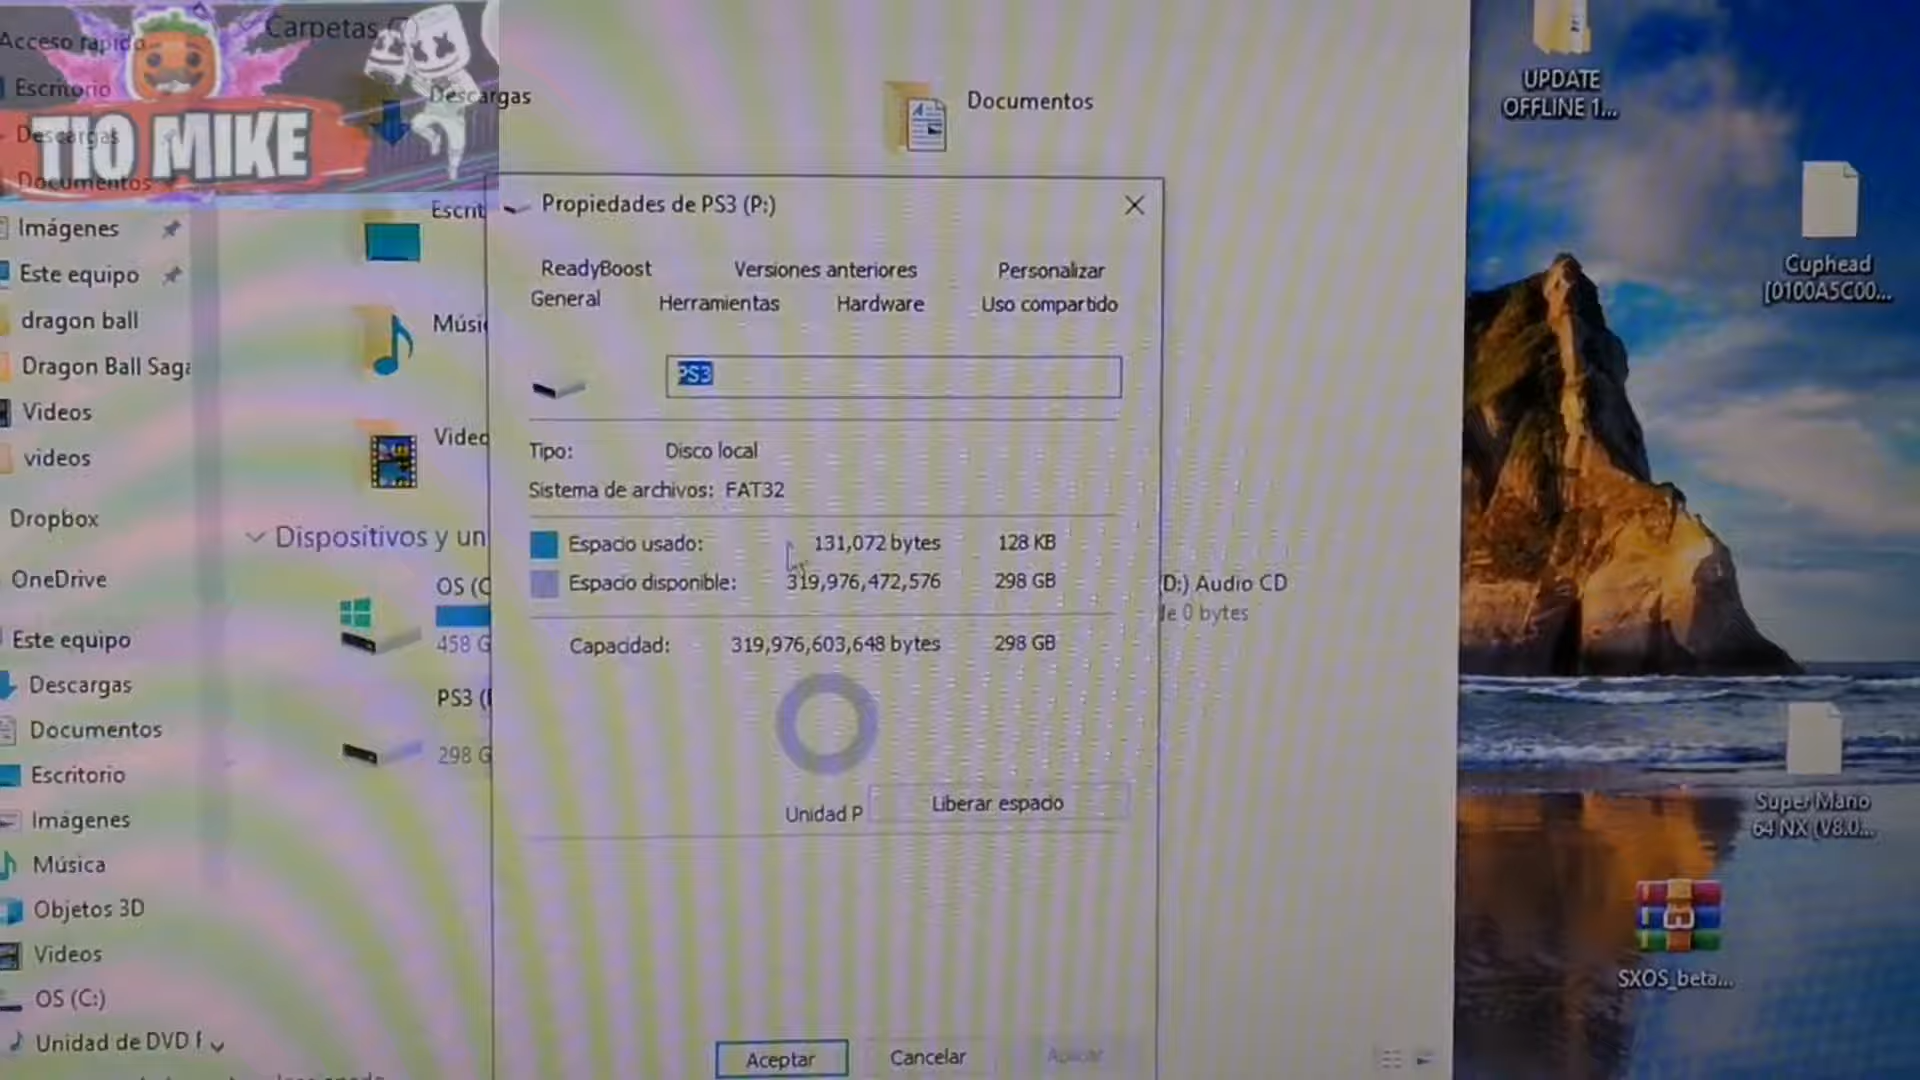 Carpetas
Acceso rápido
Escritorio
Descargas
Documentos
TIO MIKE
Imágenes
Este equipo
dragon ball
Dragon Ball Saga
Videos
videos
Dropbox
OneDrive
Este equipo
Descargas
Documentos
Escritorio
Imágenes
Música
Objetos 3D
Videos
OS (C:)
Unidad de DVD
Descargas
Documentos
Escrit
Músi
Videc
Dispositivos y un
OS (C
458 G
PS3 (
298 G
(D:) Audio CD
de 0 bytes
Propiedades de PS3 (P:)
ReadyBoost Versiones anteriores Personalizar
General Herramientas Hardware Uso compartido
PS3
Tipo: Disco local
Sistema de archivos: FAT32
Espacio usado: 131,072 bytes 128 KB
Espacio disponible: 319,976,472,576 298 GB
Capacidad: 319,976,603,648 bytes 298 GB
Unidad P
Liberar espacio
Aceptar Cancelar Aplicar
UPDATE
OFFLINE 1...
Cuphead
[0100A5C00...
Super Mario
64 NX (V8.0...
SXOS_beta...